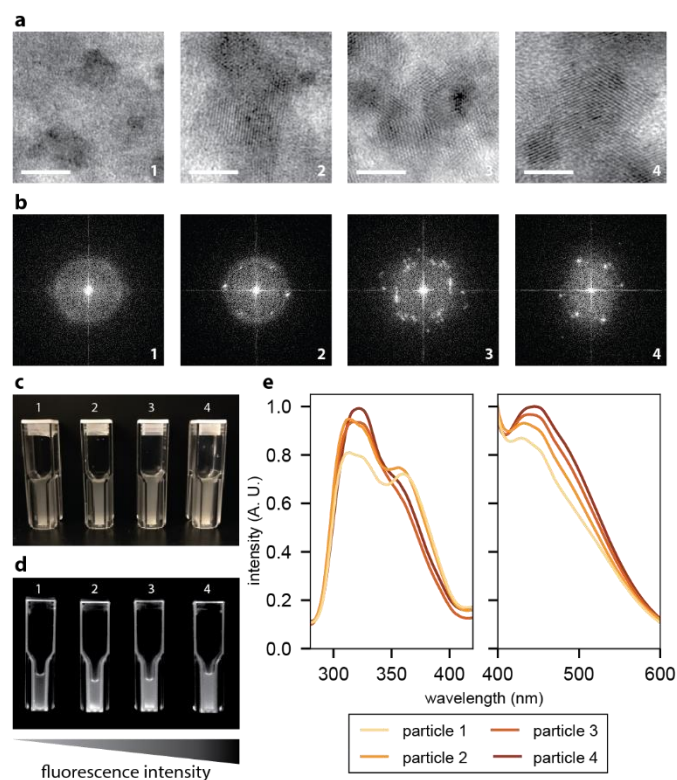 a
1
2
3
4
b
1
2
3
4
c
1 2 3 4
d
1 2 3 4
fluorescence intensity
e
1.0
0.8
0.6
0.4
0.2
0.0
intensity (A. U.)
300 350 400
400 500 600
wavelength (nm)
particle 1 particle 3
particle 2 particle 4